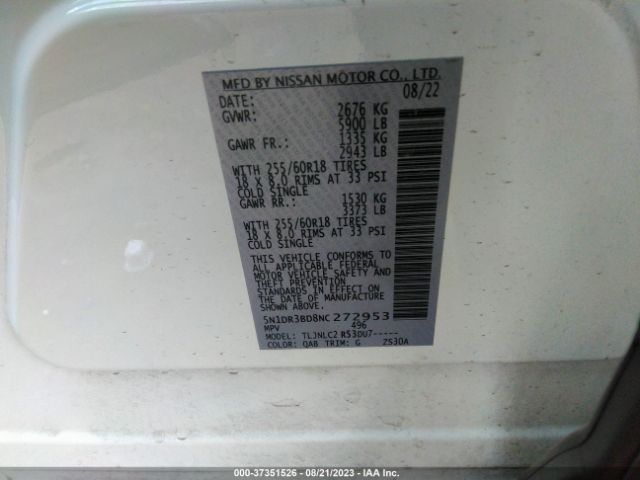 MFD BY NISSAN MOTOR CO., LTD.
DATE: 08/22
GVWR: 2676 KG
5900 LB
GAWR FR.: 1335 KG
2943 LB
WITH 255/60R18 TIRES
18 X 8.0 RIMS AT 33 PSI
COLD SINGLE
GAWR RR.: 1530 KG
3373 LB
WITH 255/60R18 TIRES
18 X 8.0 RIMS AT 33 PSI
COLD SINGLE
THIS VEHICLE CONFORMS TO
ALL APPLICABLE FEDERAL
MOTOR VEHICLE SAFETY AND
THEFT PREVENTION
STANDARDS IN EFFECT ON
THE DATE OF MANUFACTURE
5N1DR3BD8NC272953
MPV 496
MODEL: TLJNLC2 R53DU7-----
COLOR: QAB TRIM: G ZS30A
000-37351526 - 08/21/2023 - IAA Inc.